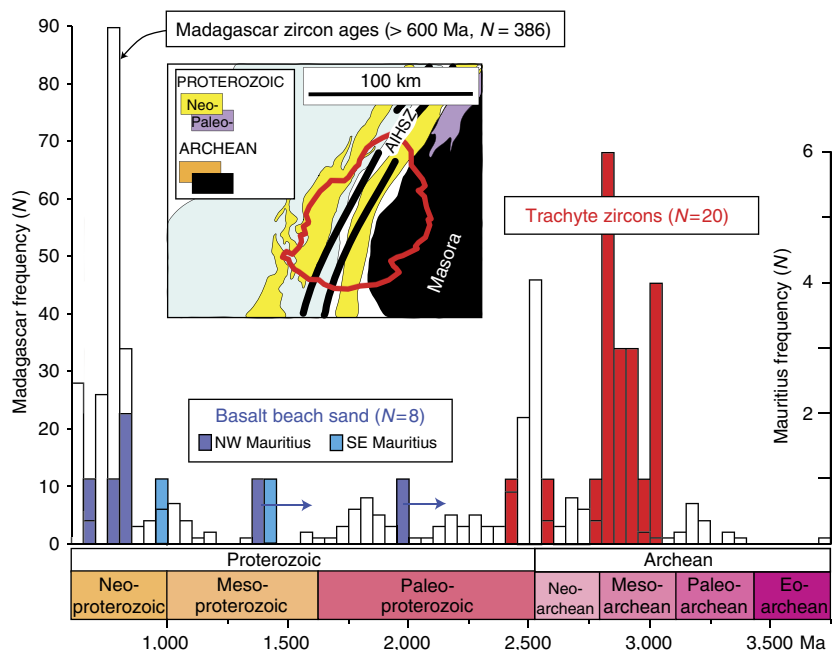 Madagascar zircon ages (> 600 Ma, N = 386)
90
80
70
60
50
40
30
20
10
0
Madagascar frequency (N)
PROTEROZOIC
Neo-
Paleo-
ARCHEAN
100 km
AIHSZ
Masora
Trachyte zircons (N=20)
6
4
2
Mauritius frequency (N)
Basalt beach sand (N=8)
NW Mauritius
SE Mauritius
Proterozoic
Archean
Neo-
proterozoic
Meso-
proterozoic
Paleo-
proterozoic
Neo-
archean
Meso-
archean
Paleo-
archean
Eo-
archean
1,000
1,500
2,000
2,500
3,000
3,500 Ma